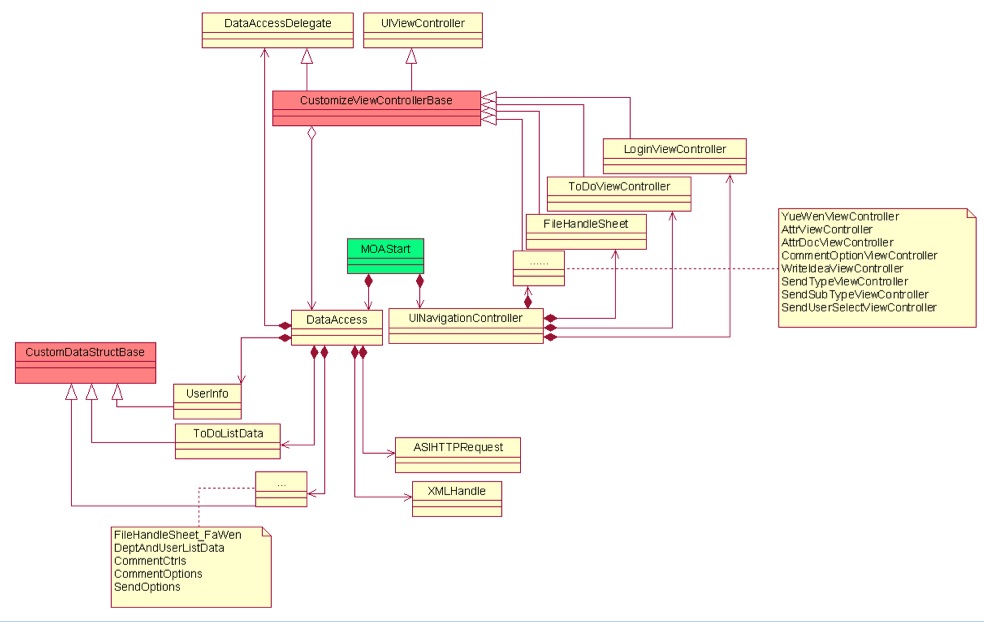 DataAccessDelegate
UIViewController
CustomizeViewControllerBase
LoginViewController
ToDoViewController
FileHandleSheet
MOAStart
......
YueWenViewController
AttrViewController
AttrDocViewController
CommentOptionViewController
WriteIdeaViewController
SendTypeViewController
SendSubTypeViewController
SendUserSelectViewController
DataAccess
UINavigationController
CustomDataStructBase
UserInfo
ToDoListData
ASIHTTPRequest
...
XMLHandle
FileHandleSheet_FaWen
DeptAndUserListData
CommentCtrls
CommentOptions
SendOptions